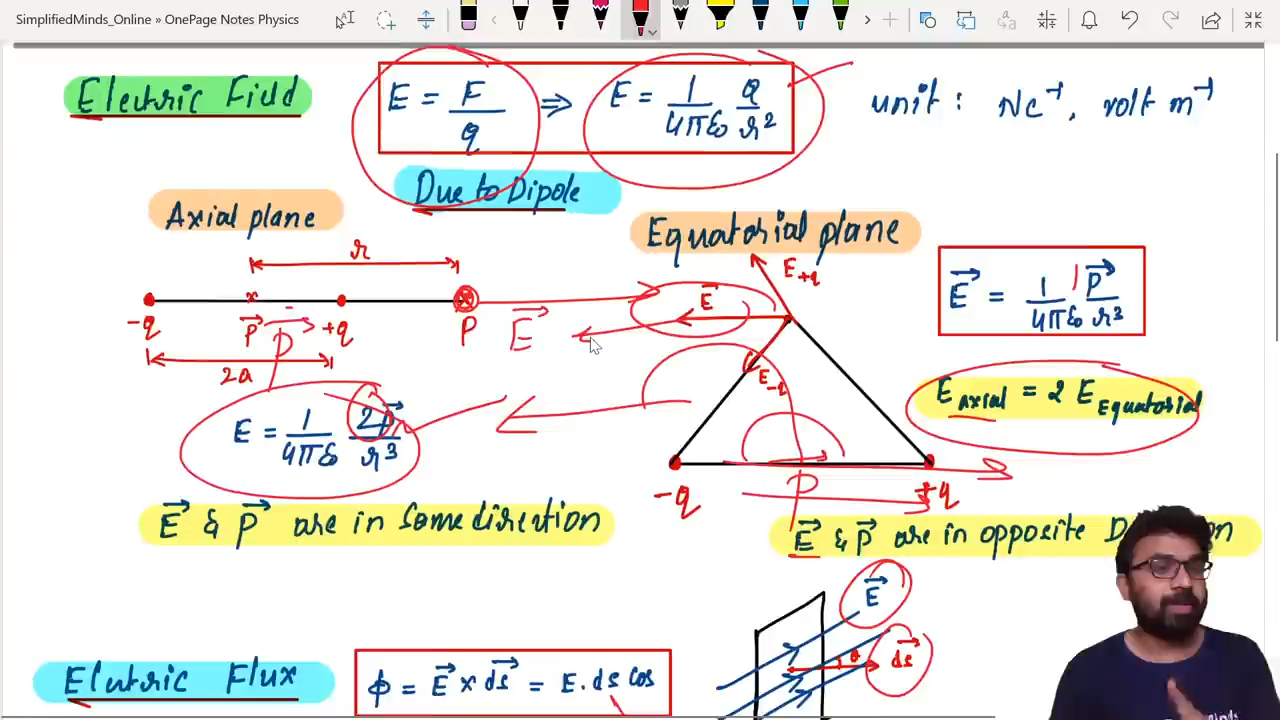 SimplifiedMinds_Online » OnePage Notes Physics
Electric Field
E = F/q ⇒ E = 1/4πε₀ Q/r²
unit : NC⁻¹, volt m⁻¹
Due to Dipole
Axial plane
Equatorial plane
r
E₊q
E⃗
E⃗ = 1/4πε₀ P⃗/r³
-q P⃗ +q P E⃗
P
2a
E₋q
E axial = 2 E Equatorial
E = 1/4πε₀ 2P⃗/r³
-q P +q
E⃗ & P⃗ are in same direction
E⃗ & P⃗ are in opposite D
on
E⃗
θ ds⃗
Elutric Flux
ϕ = E⃗ × ds⃗ = E.ds cos